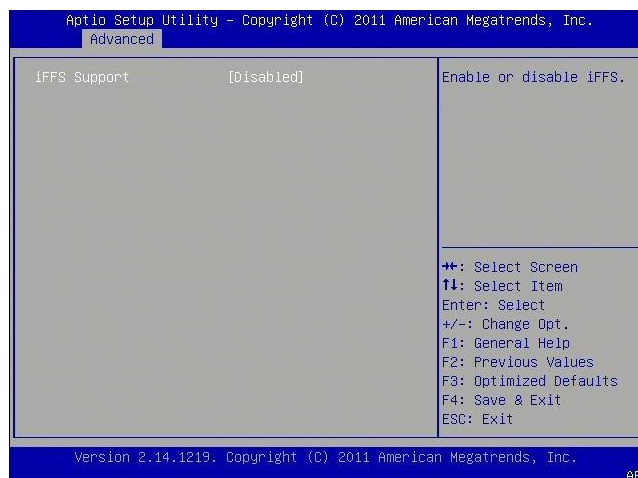 Aptio Setup Utility – Copyright (C) 2011 American Megatrends, Inc.
Advanced
iFFS Support [Disabled]
Enable or disable iFFS.
→←: Select Screen
↑↓: Select Item
Enter: Select
+/-: Change Opt.
F1: General Help
F2: Previous Values
F3: Optimized Defaults
F4: Save & Exit
ESC: Exit
Version 2.14.1219. Copyright (C) 2011 American Megatrends, Inc.